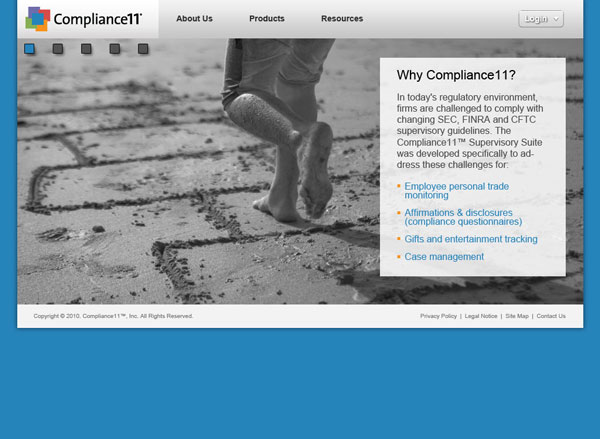 Compliance11®
About Us
Products
Resources
Login
Why Compliance11?
In today's regulatory environment,
firms are challenged to comply with
changing SEC, FINRA and CFTC
supervisory guidelines. The
Compliance11™ Supervisory Suite
was developed specifically to ad-
dress these challenges for:
Employee personal trade
monitoring
Affirmations & disclosures
(compliance questionnaires)
Gifts and entertainment tracking
Case management
Copyright © 2010. Compliance11™, Inc. All Rights Reserved.
Privacy Policy | Legal Notice | Site Map | Contact Us